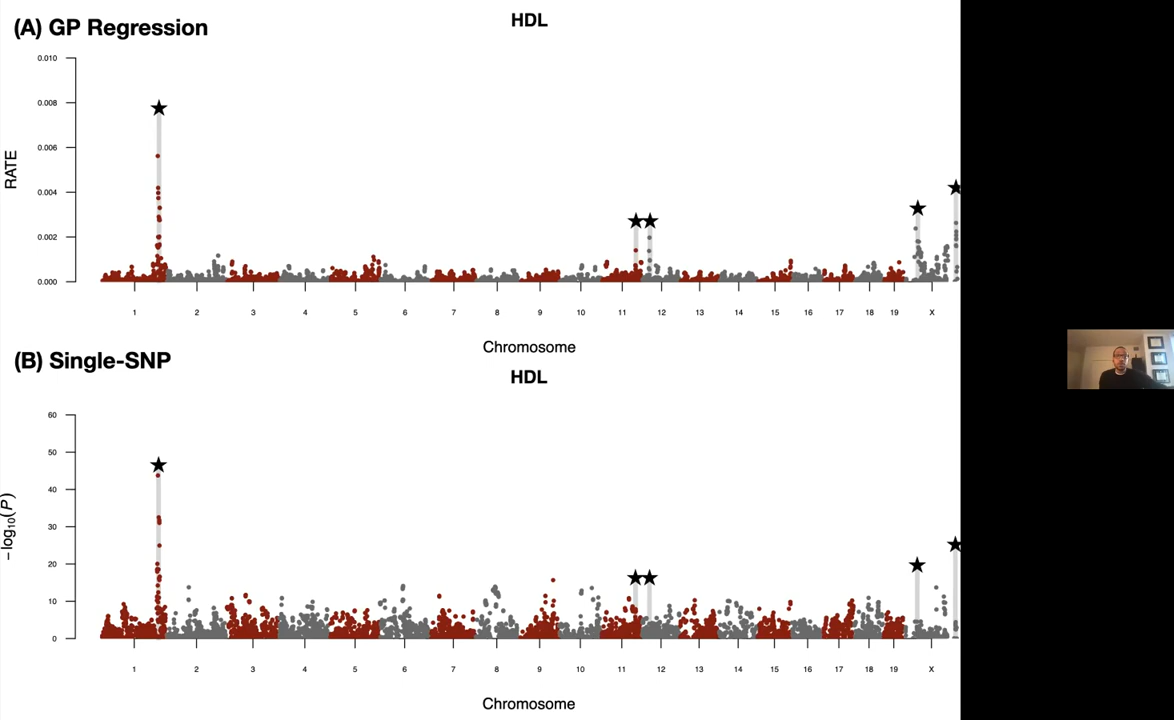 (A) GP Regression
HDL
RATE
0.010
0.008
0.006
0.004
0.002
0.000
1 2 3 4 5 6 7 8 9 10 11 12 13 14 15 16 17 18 19 X
Chromosome
(B) Single-SNP
HDL
−log10(P)
60
50
40
30
20
10
0
1 2 3 4 5 6 7 8 9 10 11 12 13 14 15 16 17 18 19 X
Chromosome